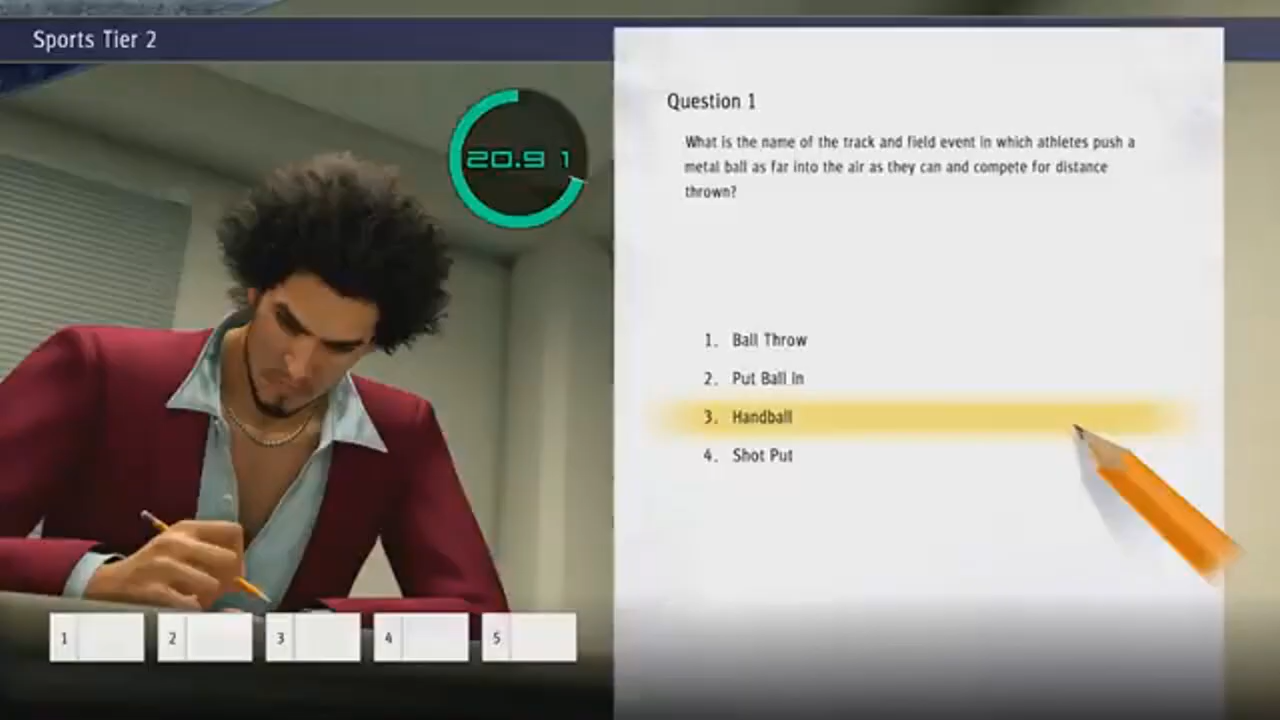 Sports Tier 2
20.91
Question 1
What is the name of the track and field event in which athletes push a
metal ball as far into the air as they can and compete for distance
thrown?
1. Ball Throw
2. Put Ball In
3. Handball
4. Shot Put
1 2 3 4 5